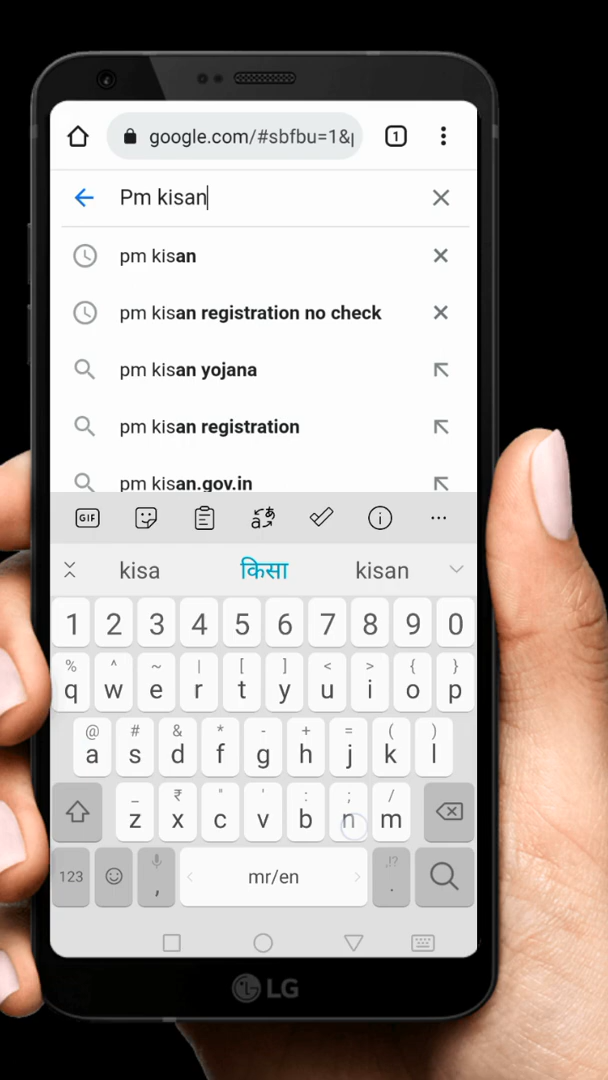 google.com/#sbfbu=1&p
1
Pm kisan
pm kisan
pm kisan registration no check
pm kisan yojana
pm kisan registration
pm kisan.gov.in
GIF
kisa किसा kisan
1 2 3 4 5 6 7 8 9 0
% ^ ~ | [ ] < > { }
q w e r t y u i o p
@ # & * - + = ( )
a s d f g h j k l
_ ₹ " ' : ; /
z x c v b n m
123 , mr/en ,!? .
LG